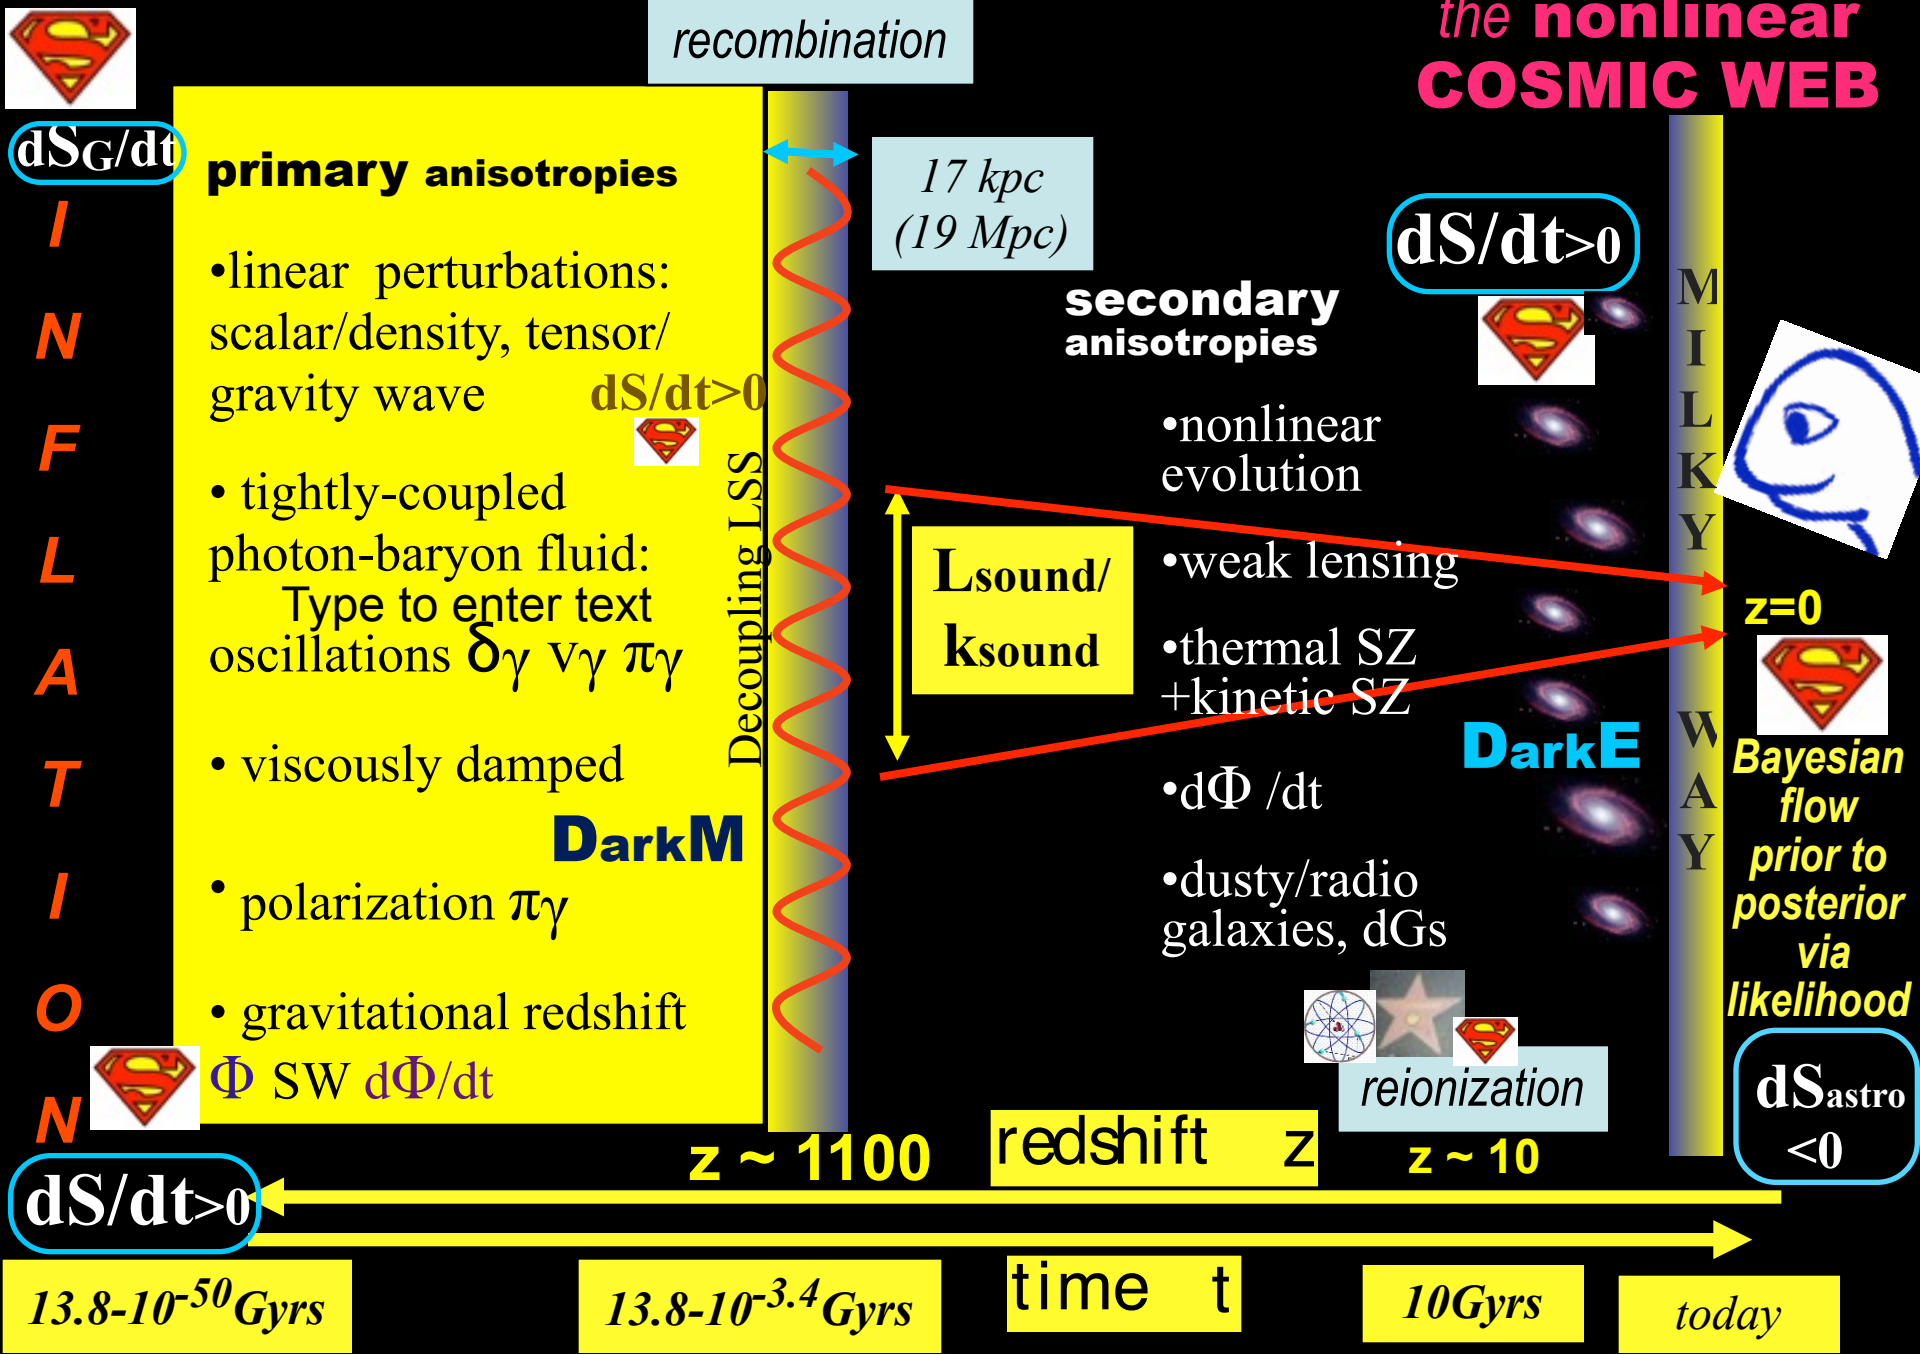 recombination
the nonlinear
COSMIC WEB
dSG/dt
INFLATION
dS/dt>0
primary anisotropies
•linear perturbations:
scalar/density, tensor/
gravity wave
dS/dt>0
• tightly-coupled
photon-baryon fluid:
Type to enter text
oscillations δγ vγ πγ
• viscously damped
DarkM
• polarization πγ
• gravitational redshift
Φ SW dΦ/dt
Decoupling LSS
17 kpc
(19 Mpc)
Lsound/
ksound
secondary
anisotropies
•nonlinear
evolution
•weak lensing
•thermal SZ
+kinetic SZ
•dΦ /dt
•dusty/radio
galaxies, dGs
dS/dt>0
DarkE
MILKY WAY
z=0
Bayesian
flow
prior to
posterior
via
likelihood
dSastro
<0
reionization
z ~ 1100
redshift z
z ~ 10
13.8-10^-50Gyrs
13.8-10^-3.4Gyrs
time t
10Gyrs
today